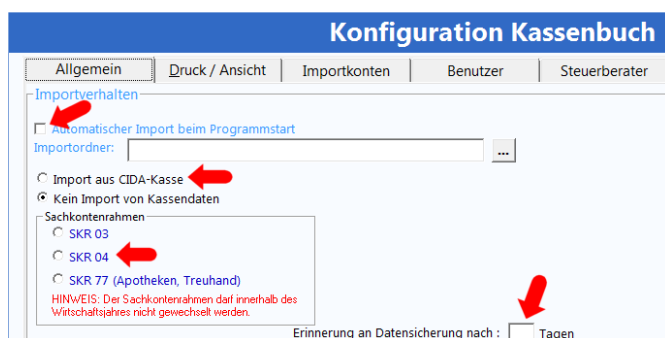 Konfiguration Kassenbuch
Allgemein Druck / Ansicht Importkonten Benutzer Steuerberater
Importverhalten
Automatischer Import beim Programmstart
Importordner: ...
Import aus CIDA-Kasse
Kein Import von Kassendaten
Sachkontenrahmen
SKR 03
SKR 04
SKR 77 (Apotheken, Treuhand)
HINWEIS: Der Sachkontenrahmen darf innerhalb des
Wirtschaftsjahres nicht gewechselt werden.
Erinnerung an Datensicherung nach : Tagen